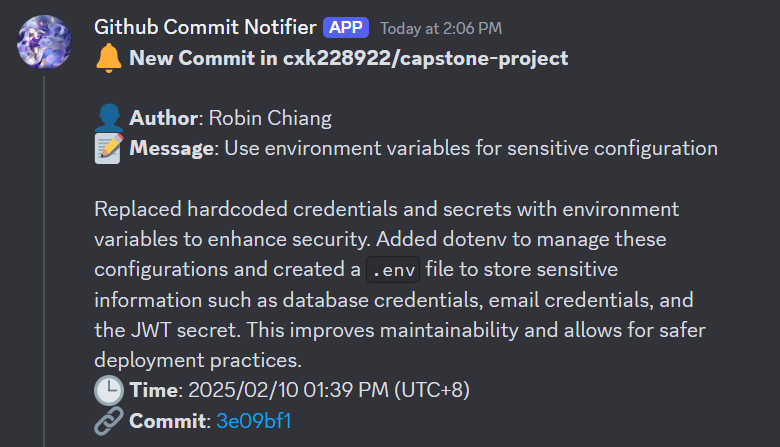 Github Commit Notifier APP Today at 2:06 PM
New Commit in cxk228922/capstone-project
Author: Robin Chiang
Message: Use environment variables for sensitive configuration
Replaced hardcoded credentials and secrets with environment
variables to enhance security. Added dotenv to manage these
configurations and created a .env file to store sensitive
information such as database credentials, email credentials, and
the JWT secret. This improves maintainability and allows for safer
deployment practices.
Time: 2025/02/10 01:39 PM (UTC+8)
Commit: 3e09bf1